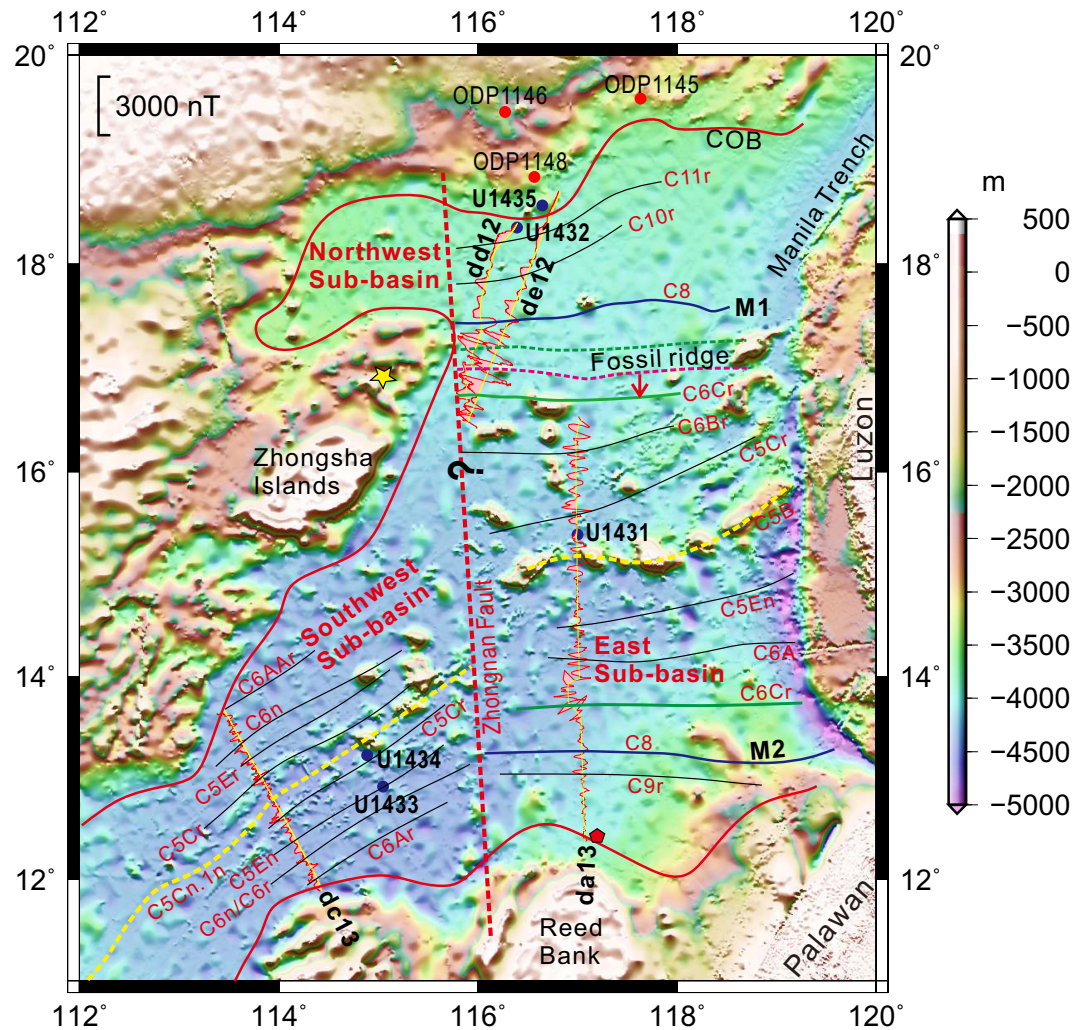 112° 114° 116° 118° 120°
20° 20°
3000 nT
ODP1146
ODP1145
COB
ODP1148
C11r
U1435
C10r
U1432
Manila Trench
Northwest
Sub-basin
dd12
de12
18° 18°
C8
M1
Fossil ridge
C6Cr
C6Br
C5Cr
Luzon
Zhongsha
Islands
?
16° 16°
U1431
C5B
Southwest
Sub-basin
Zhongnan Fault
C5En
East
Sub-basin
C6A
C6AAr
14° 14°
C6n
C6Cr
C5Cr
C8
M2
U1434
C5Er
C9r
U1433
C5Cr
C6Ar
C5En
C5Cn.1n
C6n/C6r
12° 12°
dc13
da13
Reed
Bank
Palawan
112° 114° 116° 118° 120°
m
500
0
−500
−1000
−1500
−2000
−2500
−3000
−3500
−4000
−4500
−5000